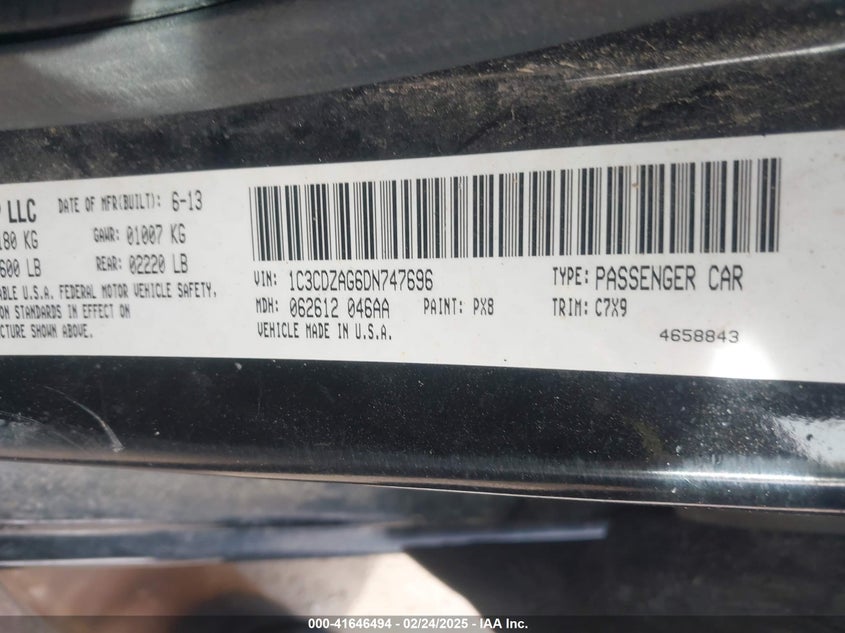 LLC DATE OF MFR(BUILT): 6-13
180 KG GAWR: 01007 KG
600 LB REAR: 02220 LB
ABLE U.S.A. FEDERAL MOTOR VEHICLE SAFETY,
ON STANDARDS IN EFFECT ON
CTURE SHOWN ABOVE.
VIN: 1C3CDZAG6DN747696 TYPE: PASSENGER CAR
MDH: 062612 046AA PAINT: PX8 TRIM: C7X9
VEHICLE MADE IN U.S.A. 4658843
000-41646494 – 02/24/2025 – IAA Inc.